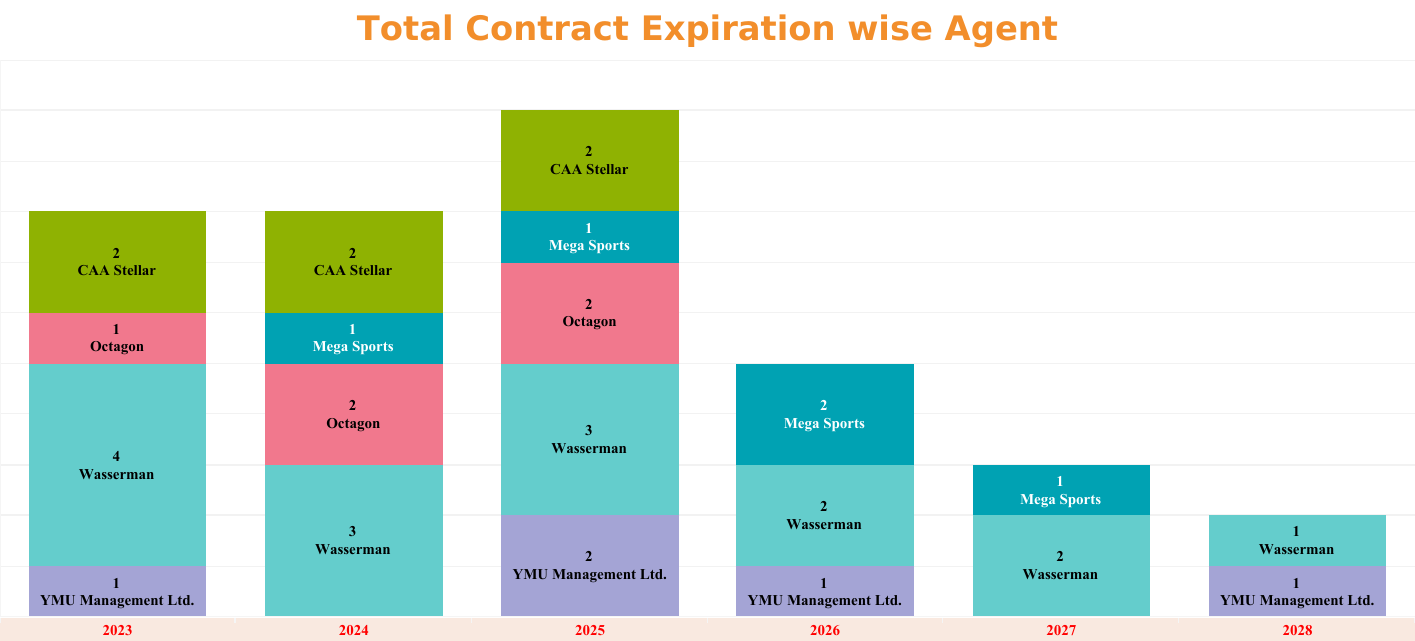 Total Contract Expiration wise Agent
2
CAA Stellar
1
Octagon
4
Wasserman
1
YMU Management Ltd.
2
CAA Stellar
1
Mega Sports
2
Octagon
3
Wasserman
2
CAA Stellar
1
Mega Sports
2
Octagon
3
Wasserman
2
YMU Management Ltd.
2
Mega Sports
2
Wasserman
1
YMU Management Ltd.
1
Mega Sports
2
Wasserman
1
Wasserman
1
YMU Management Ltd.
2023
2024
2025
2026
2027
2028